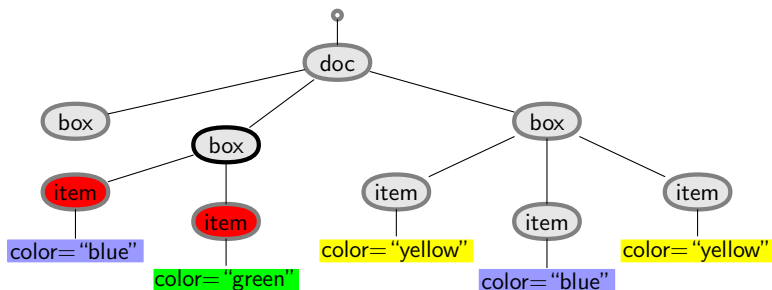 doc
box
box
box
item
item
item
item
item
color=“blue”
color=“green”
color=“yellow”
color=“blue”
color=“yellow”